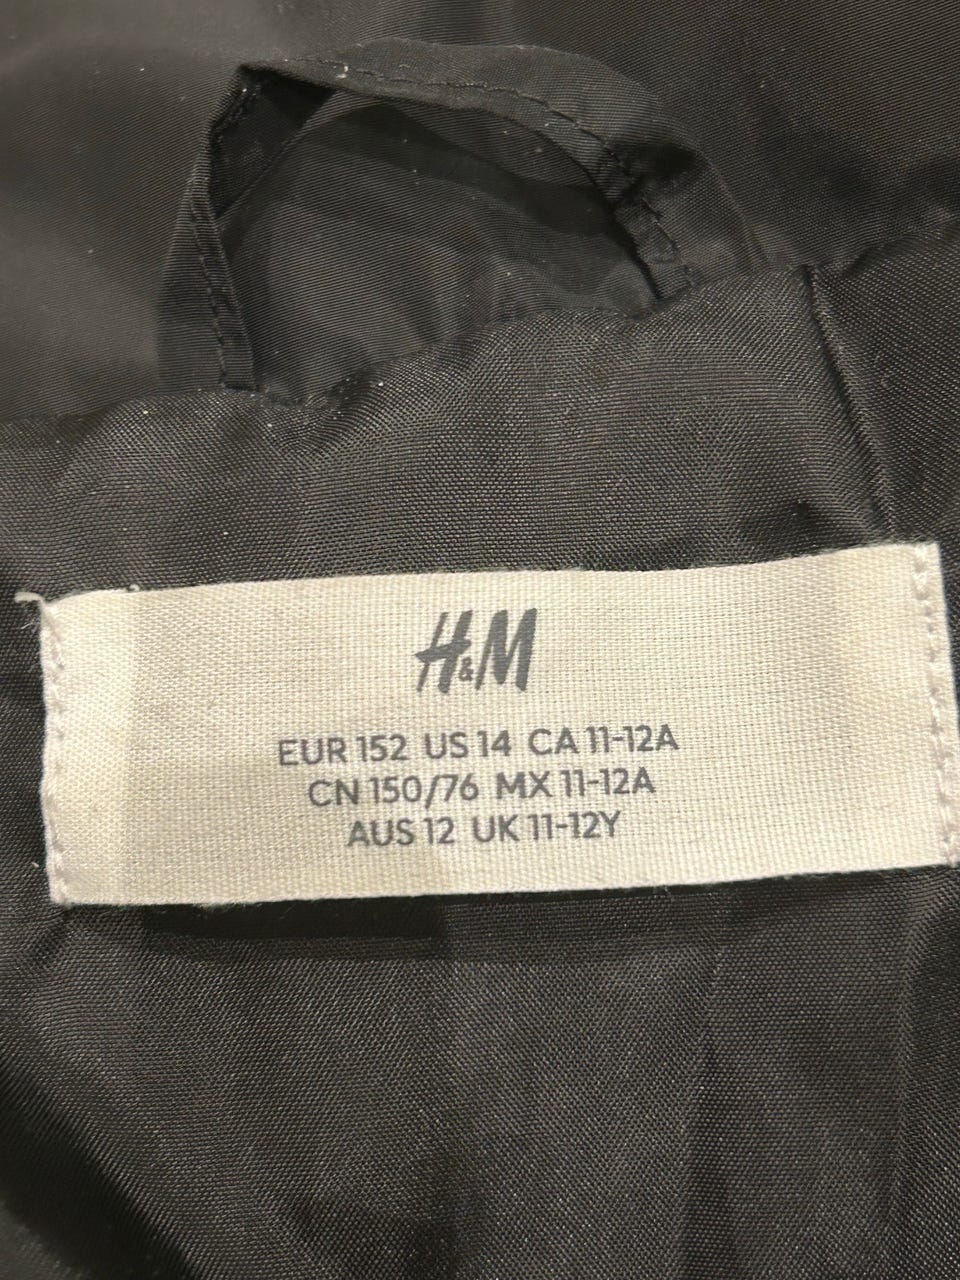 H&M
EUR 152 US 14 CA 11-12A
CN 150/76 MX 11-12A
AUS 12 UK 11-12Y